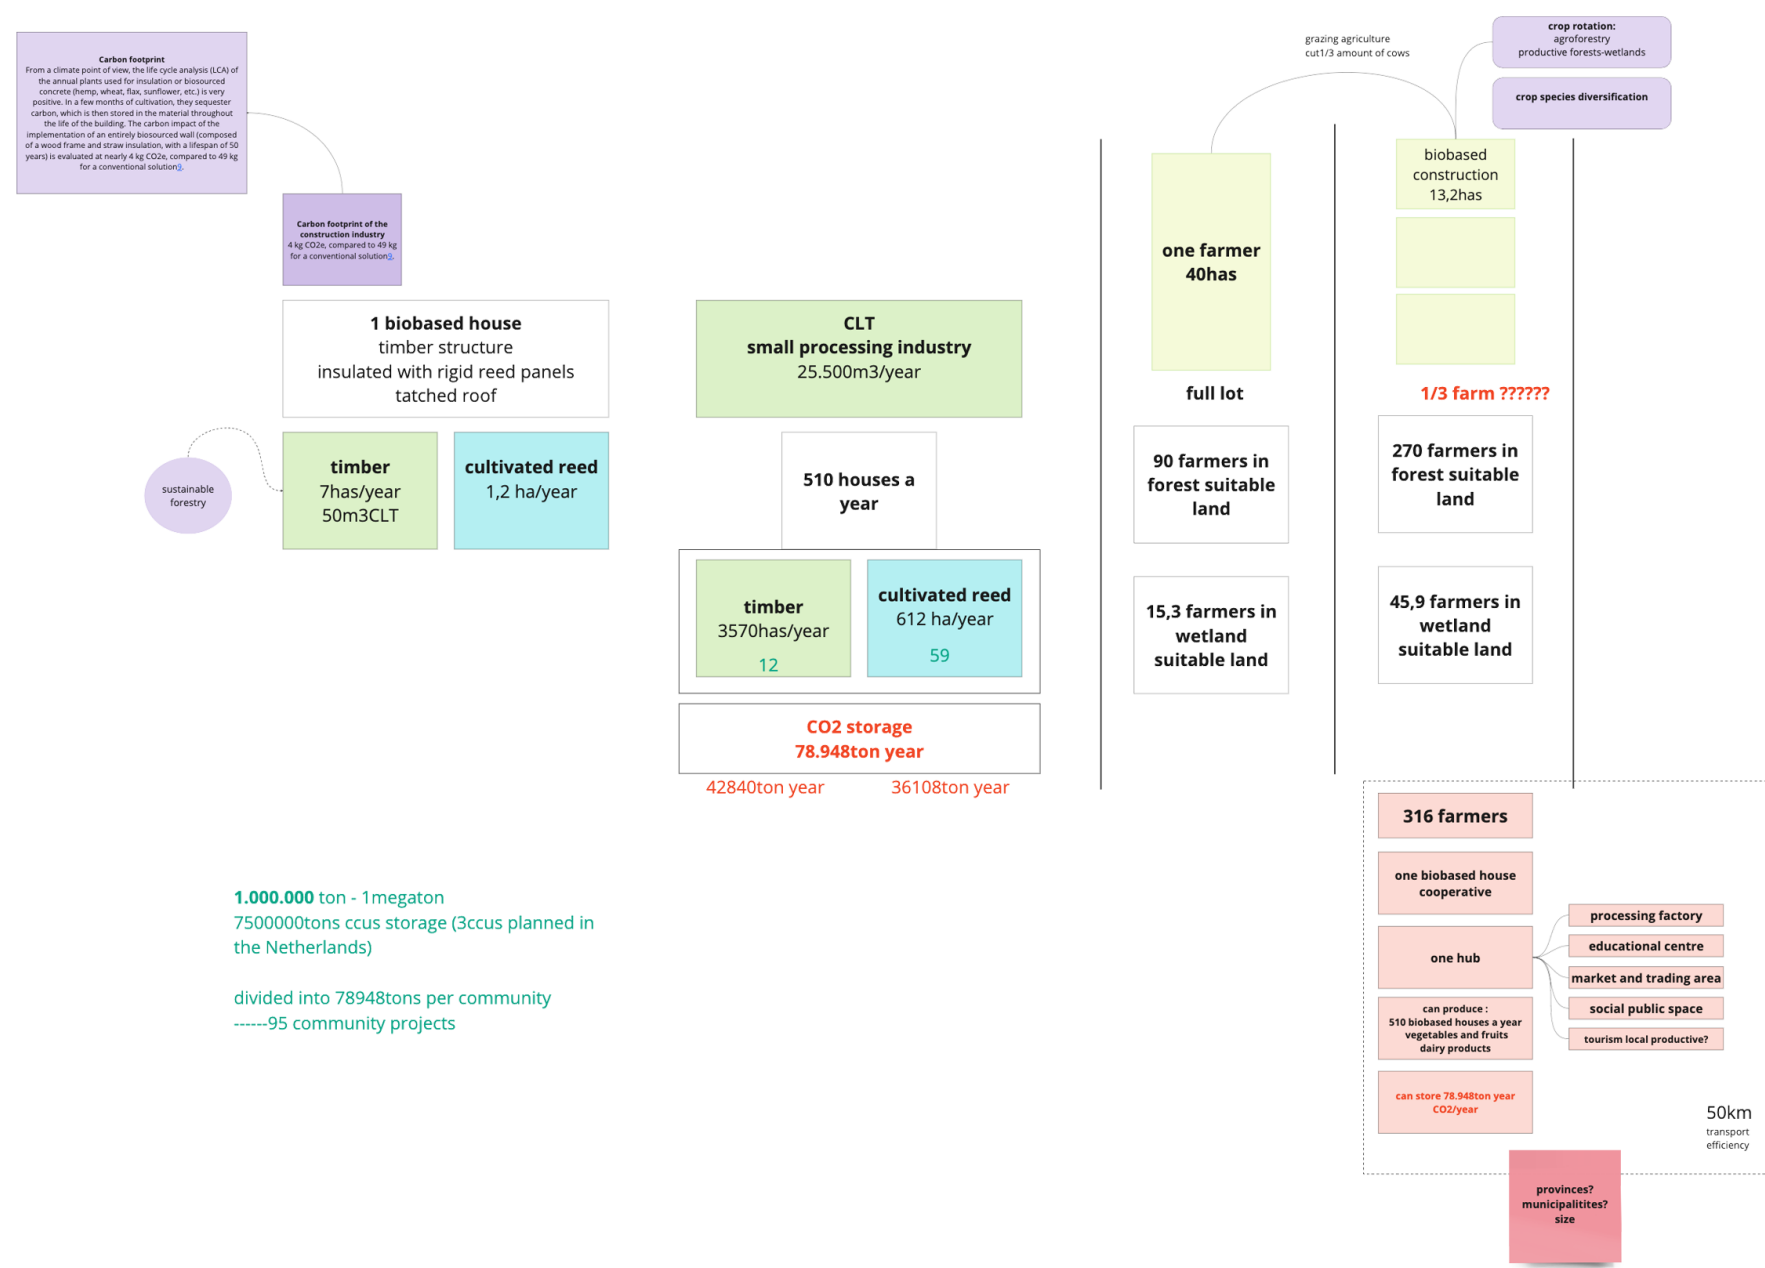 Carbon footprint
From a climate point of view, the life cycle analysis (LCA) of
the annual plants used for insulation or biosourced
concrete (hemp, wheat, flax, sunflower, etc.) is very
positive. In a few months of cultivation, they sequester
carbon, which is then stored in the material throughout
the life of the building. The carbon impact of the
implementation of an entirely biosourced wall (composed
of a wood frame and straw insulation, with a lifespan of 50
years) is evaluated at nearly 4 kg CO2e, compared to 49 kg
for a conventional solution9.
Carbon footprint of the
construction industry
4 kg CO2e, compared to 49 kg
for a conventional solution9.
1 biobased house
timber structure
insulated with rigid reed panels
tatched roof
sustainable
forestry
timber
7has/year
50m3CLT
cultivated reed
1,2 ha/year
CLT
small processing industry
25.500m3/year
510 houses a
year
timber
3570has/year
12
cultivated reed
612 ha/year
59
CO2 storage
78.948ton year
42840ton year
36108ton year
1.000.000 ton - 1megaton
7500000tons ccus storage (3ccus planned in
the Netherlands)
divided into 78948tons per community
------95 community projects
grazing agriculture
cut1/3 amount of cows
crop rotation:
agroforestry
productive forests-wetlands
crop species diversification
one farmer
40has
full lot
90 farmers in
forest suitable
land
15,3 farmers in
wetland
suitable land
biobased
construction
13,2has
1/3 farm ??????
270 farmers in
forest suitable
land
45,9 farmers in
wetland
suitable land
316 farmers
one biobased house
cooperative
one hub
processing factory
educational centre
market and trading area
social public space
tourism local productive?
can produce :
510 biobased houses a year
vegetables and fruits
dairy products
can store 78.948ton year
CO2/year
50km
transport
efficiency
provinces?
municipalitites?
size